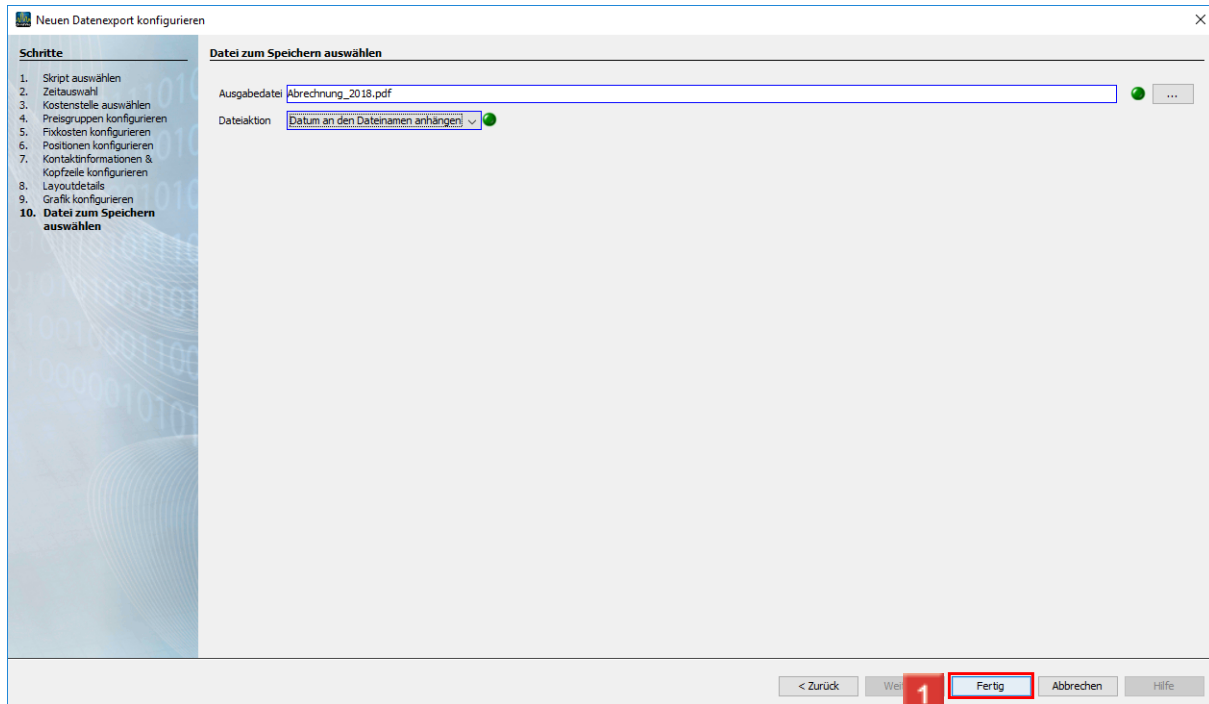 Neuen Datenexport konfigurieren
Schritte
1. Skript auswählen
2. Zeitauswahl
3. Kostenstelle auswählen
4. Preisgruppen konfigurieren
5. Fixkosten konfigurieren
6. Positionen konfigurieren
7. Kontaktinformationen &
Kopfzeile konfigurieren
8. Layoutdetails
9. Grafik konfigurieren
10. Datei zum Speichern
auswählen
Datei zum Speichern auswählen
Ausgabedatei Abrechnung_2018.pdf ...
Dateiaktion Datum an den Dateinamen anhängen
< Zurück 1 Fertig Abbrechen Hilfe